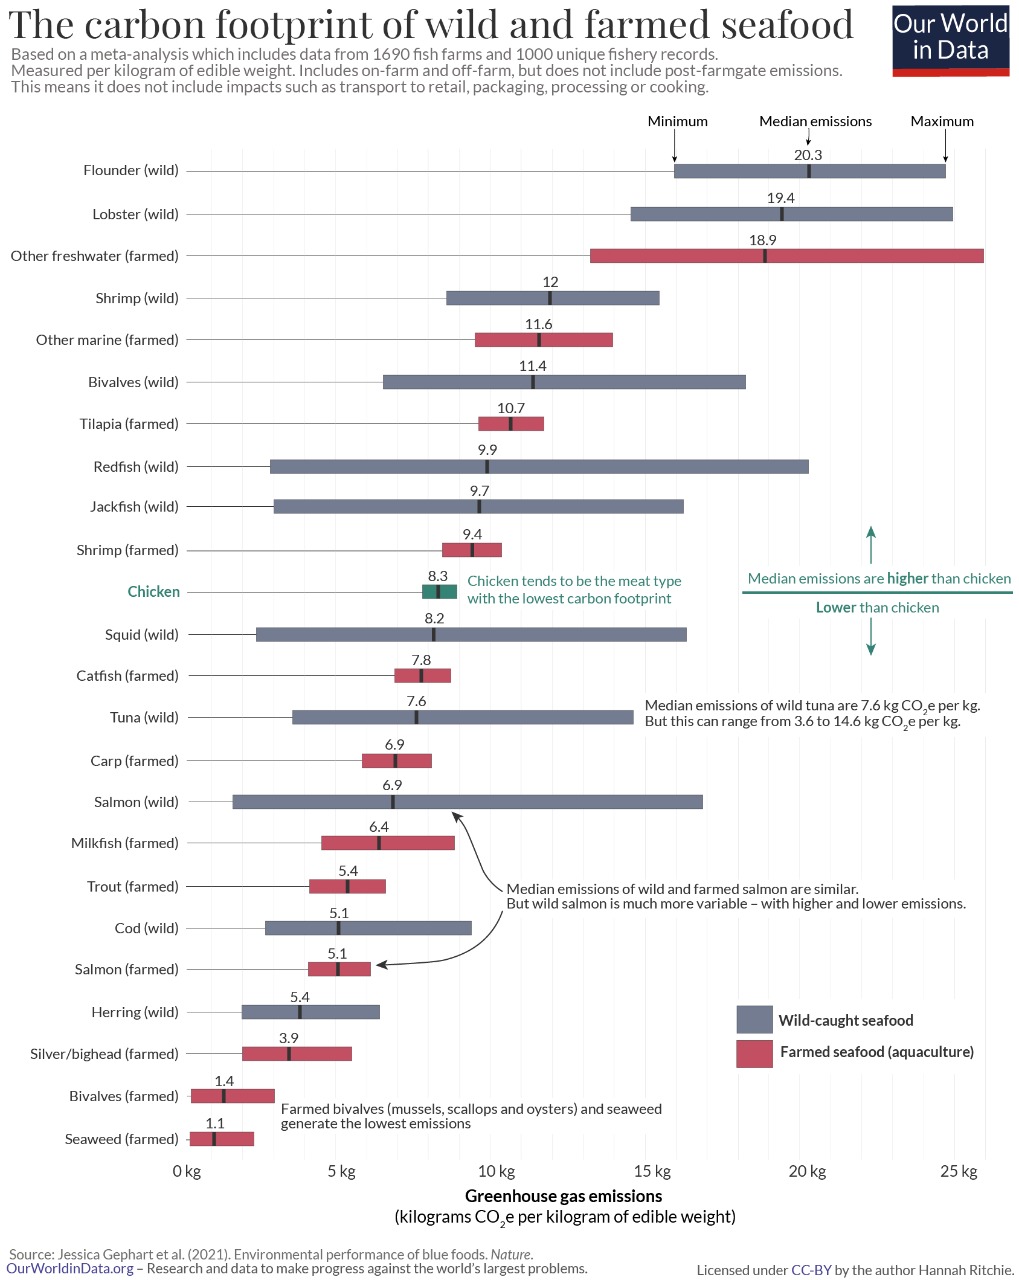 The carbon footprint of wild and farmed seafood
Our World
in Data
Based on a meta-analysis which includes data from 1690 fish farms and 1000 unique fishery records.
Measured per kilogram of edible weight. Includes on-farm and off-farm, but does not include post-farmgate emissions.
This means it does not include impacts such as transport to retail, packaging, processing or cooking.
Minimum
Median emissions
Maximum
Flounder (wild) 20.3
Lobster (wild) 19.4
Other freshwater (farmed) 18.9
Shrimp (wild) 12
Other marine (farmed) 11.6
Bivalves (wild) 11.4
Tilapia (farmed) 10.7
Redfish (wild) 9.9
Jackfish (wild) 9.7
Shrimp (farmed) 9.4
Chicken 8.3
Chicken tends to be the meat type
with the lowest carbon footprint
Median emissions are higher than chicken
Lower than chicken
Squid (wild) 8.2
Catfish (farmed) 7.8
Tuna (wild) 7.6
Median emissions of wild tuna are 7.6 kg CO2e per kg.
But this can range from 3.6 to 14.6 kg CO2e per kg.
Carp (farmed) 6.9
Salmon (wild) 6.9
Milkfish (farmed) 6.4
Trout (farmed) 5.4
Median emissions of wild and farmed salmon are similar.
But wild salmon is much more variable – with higher and lower emissions.
Cod (wild) 5.1
Salmon (farmed) 5.1
Herring (wild) 5.4
Wild-caught seafood
Silver/bighead (farmed) 3.9
Farmed seafood (aquaculture)
Bivalves (farmed) 1.4
Farmed bivalves (mussels, scallops and oysters) and seaweed
generate the lowest emissions
Seaweed (farmed) 1.1
0 kg 5 kg 10 kg 15 kg 20 kg 25 kg
Greenhouse gas emissions
(kilograms CO2e per kilogram of edible weight)
Source: Jessica Gephart et al. (2021). Environmental performance of blue foods. Nature.
OurWorldinData.org – Research and data to make progress against the world's largest problems.
Licensed under CC-BY by the author Hannah Ritchie.